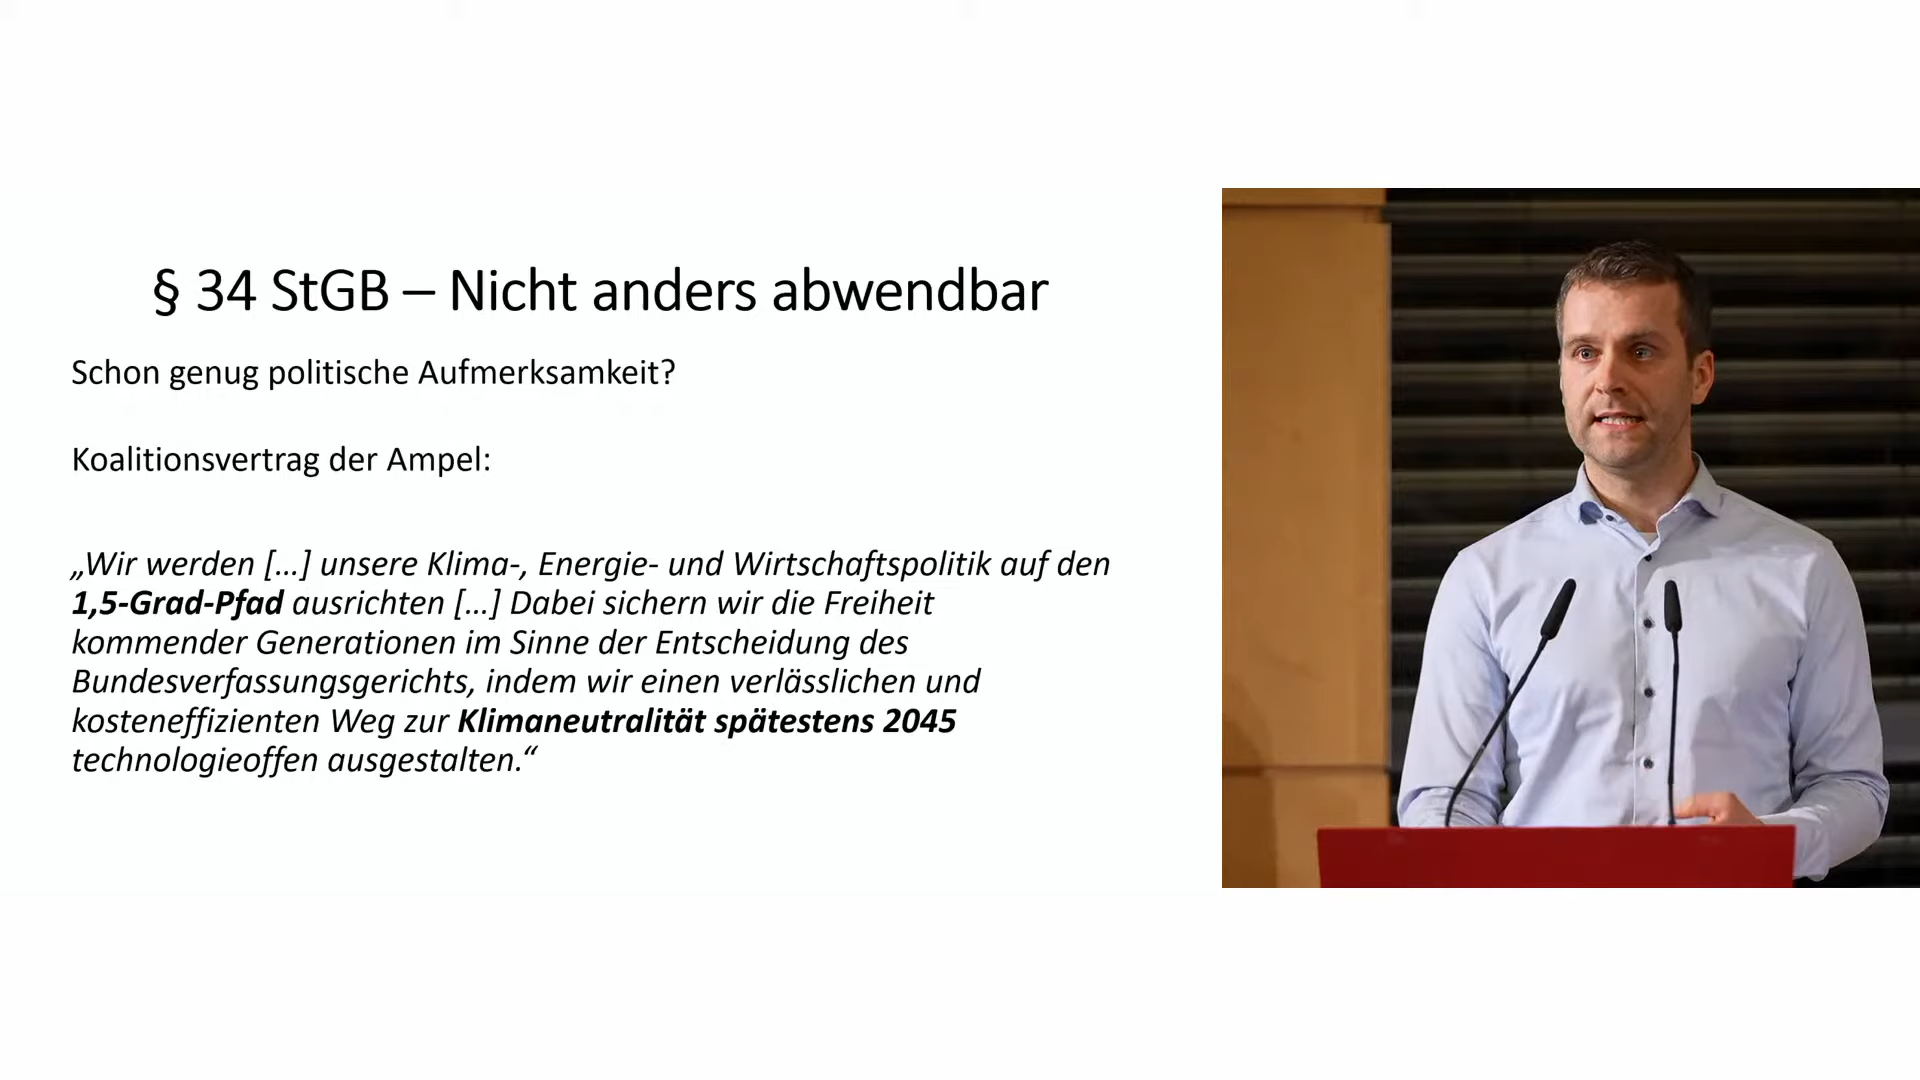 § 34 StGB – Nicht anders abwendbar
Schon genug politische Aufmerksamkeit?
Koalitionsvertrag der Ampel:
„Wir werden […] unsere Klima-, Energie- und Wirtschaftspolitik auf den
1,5-Grad-Pfad ausrichten […] Dabei sichern wir die Freiheit
kommender Generationen im Sinne der Entscheidung des
Bundesverfassungsgerichts, indem wir einen verlässlichen und
kosteneffizienten Weg zur Klimaneutralität spätestens 2045
technologieoffen ausgestalten.“